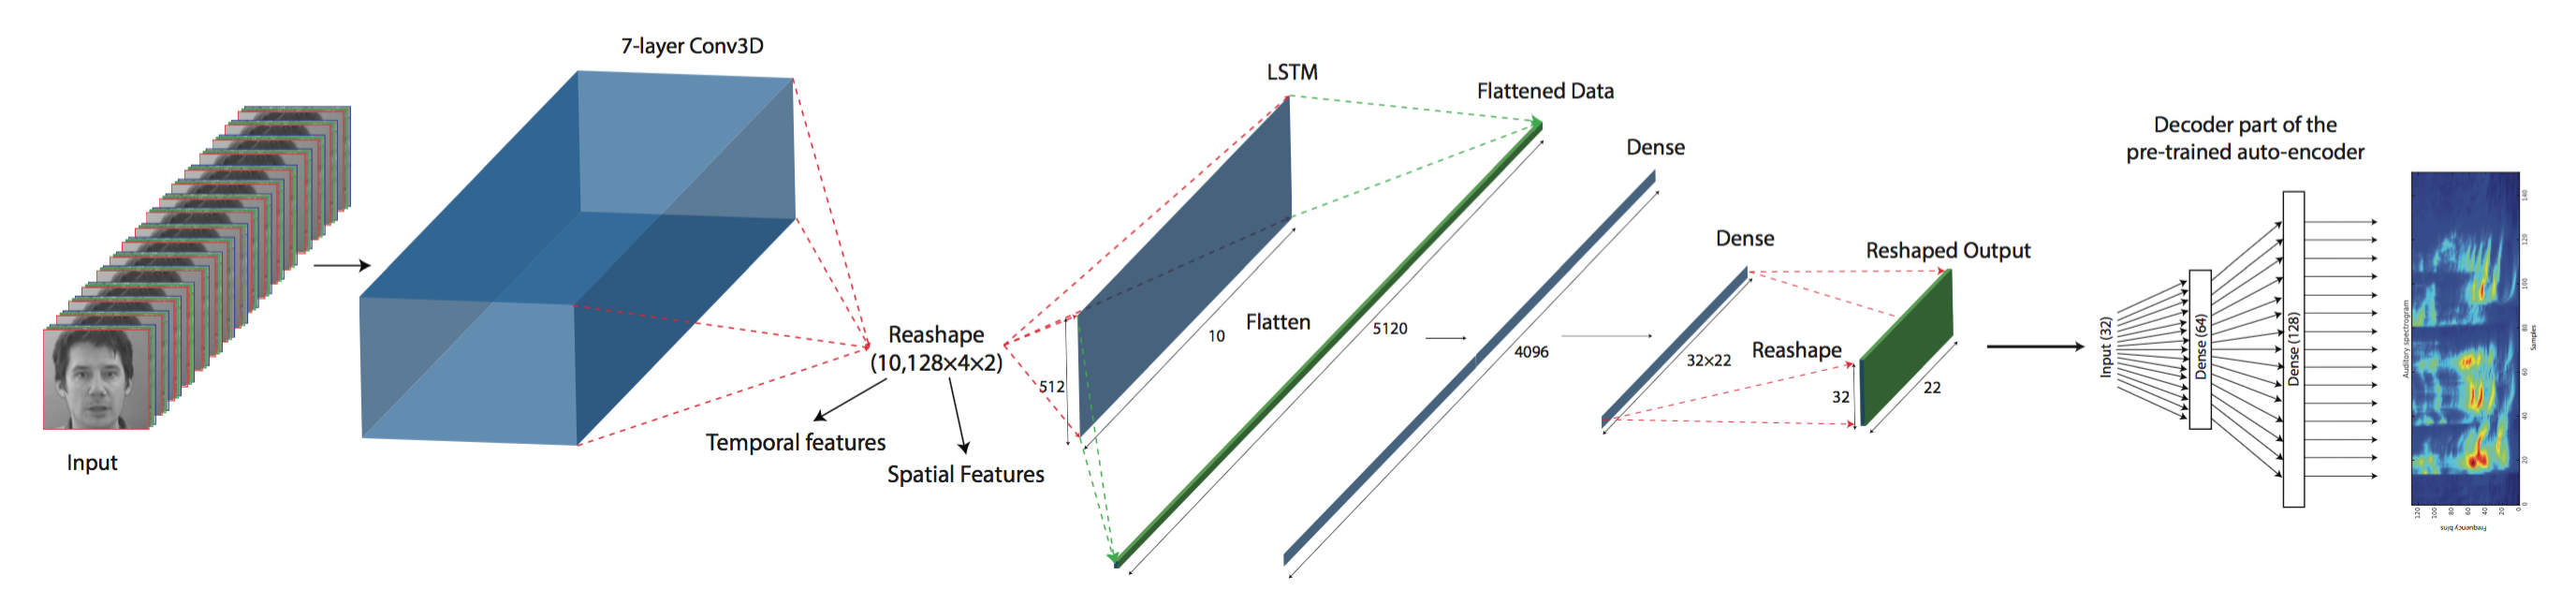 Input
7-layer Conv3D
Reashape
(10,128×4×2)
Temporal features
Spatial Features
LSTM
512
10
Flatten
Flattened Data
5120
Dense
4096
Dense
32×22
Reashape
Reshaped Output
32
22
Decoder part of the
pre-trained auto-encoder
Input (32)
Dense (64)
Dense (128)
Auditory spectrogram
Samples
0
20
40
60
80
100
120
140
Frequency bins
120
100
80
60
40
20
0